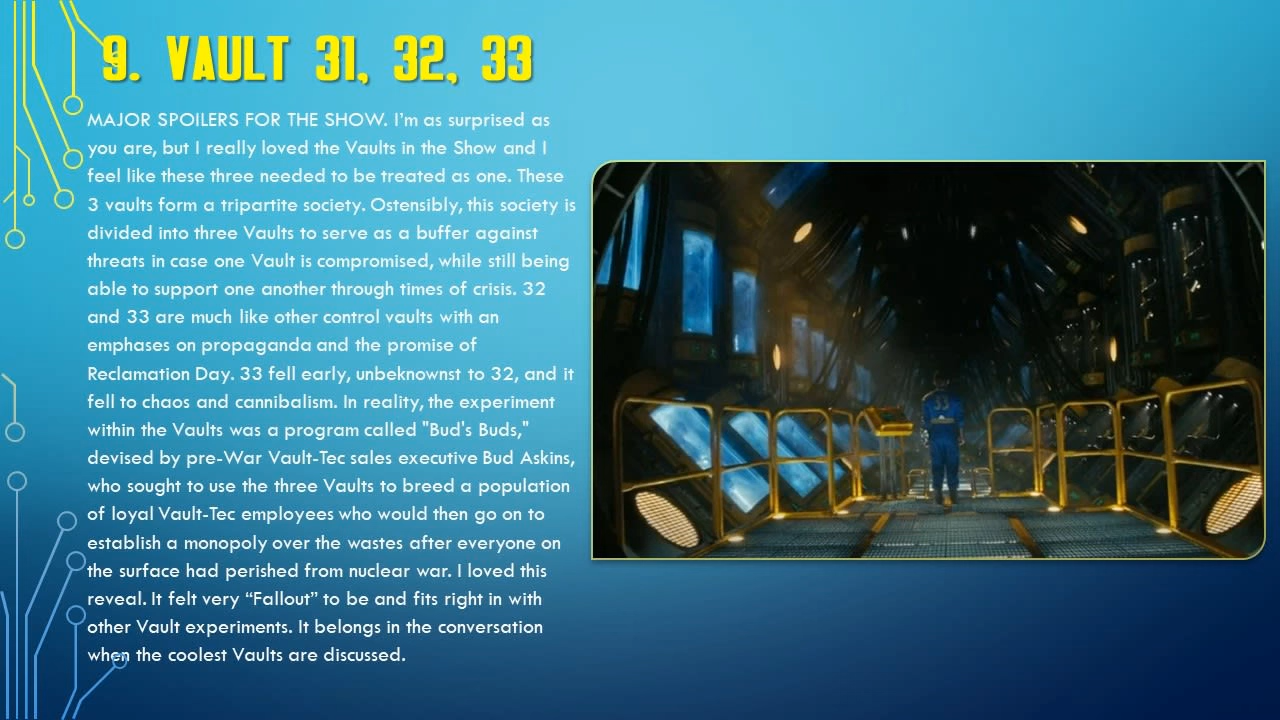 9. VAULT 31, 32, 33
MAJOR SPOILERS FOR THE SHOW. I’m as surprised as
you are, but I really loved the Vaults in the Show and I
feel like these three needed to be treated as one. These
3 vaults form a tripartite society. Ostensibly, this society is
divided into three Vaults to serve as a buffer against
threats in case one Vault is compromised, while still being
able to support one another through times of crisis. 32
and 33 are much like other control vaults with an
emphases on propaganda and the promise of
Reclamation Day. 33 fell early, unbeknownst to 32, and it
fell to chaos and cannibalism. In reality, the experiment
within the Vaults was a program called "Bud's Buds,"
devised by pre-War Vault-Tec sales executive Bud Askins,
who sought to use the three Vaults to breed a population
of loyal Vault-Tec employees who would then go on to
establish a monopoly over the wastes after everyone on
the surface had perished from nuclear war. I loved this
reveal. It felt very “Fallout” to be and fits right in with
other Vault experiments. It belongs in the conversation
when the coolest Vaults are discussed.
33